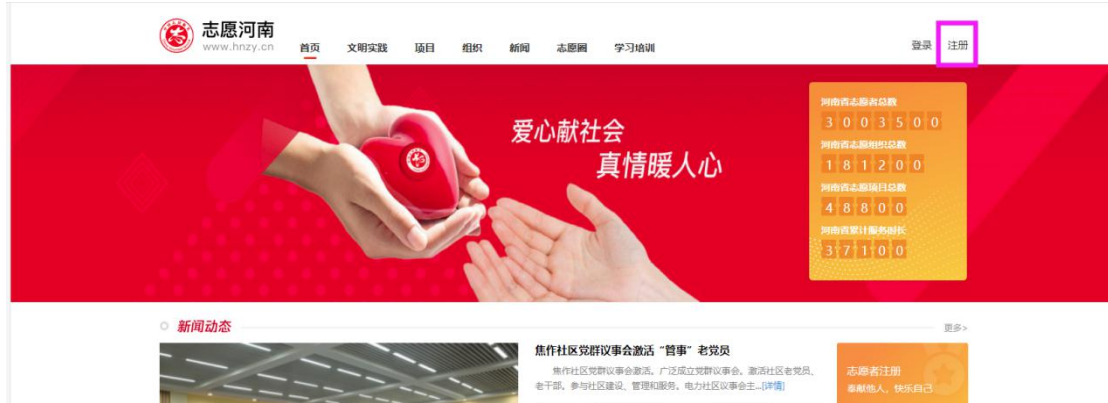 志愿河南
www.hnzy.cn
首页 文明实践 项目 组织 新闻 志愿圈 学习培训
登录 注册
爱心献社会
真情暖人心
河南省志愿者总数
3003500
河南省志愿组织总数
181200
河南省志愿项目总数
48800
河南省累计服务时长
37100
新闻动态
更多>
焦作社区党群议事会激活“管事”老党员
焦作社区党群议事会激活。广泛成立党群议事会。激活社区老党员、
老干部。参与社区建设、管理和服务。电力社区议事会主...[详情]
志愿者注册
奉献他人，快乐自己